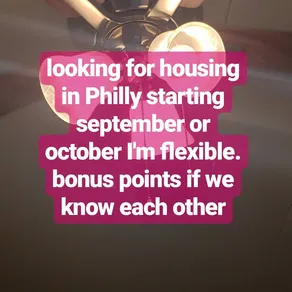 looking for housing
in Philly starting
september or
october I'm flexible.
bonus points if we
know each other